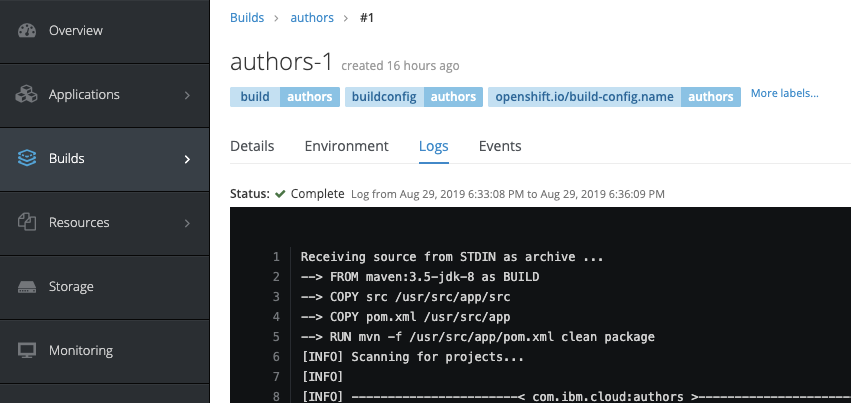 Overview
Applications
Builds
Resources
Storage
Monitoring
Builds > authors > #1
authors-1 created 16 hours ago
build authors buildconfig authors openshift.io/build-config.name authors More labels...
Details Environment Logs Events
Status: Complete Log from Aug 29, 2019 6:33:08 PM to Aug 29, 2019 6:36:09 PM
1 Receiving source from STDIN as archive ...
2 --> FROM maven:3.5-jdk-8 as BUILD
3 --> COPY src /usr/src/app/src
4 --> COPY pom.xml /usr/src/app
5 --> RUN mvn -f /usr/src/app/pom.xml clean package
6 [INFO] Scanning for projects...
7 [INFO]
8 [INFO] -----------------------< com.ibm.cloud:authors >---------------------